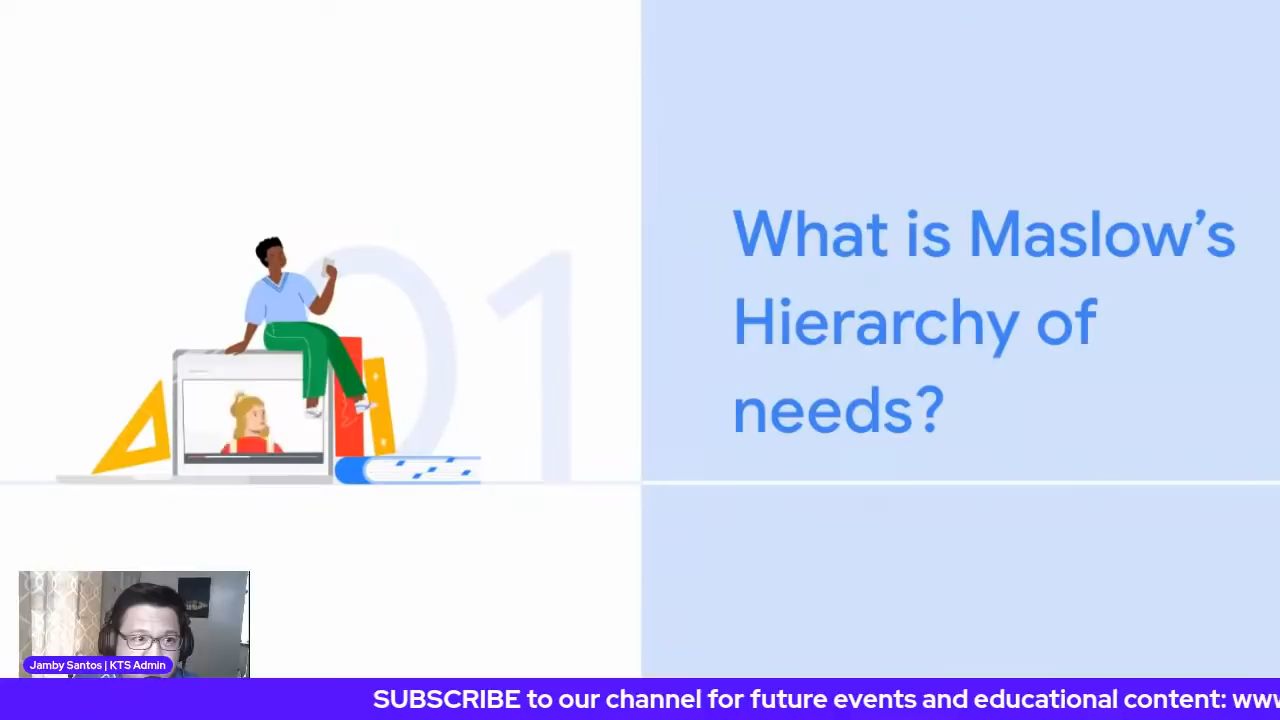 01
What is Maslow’s
Hierarchy of
needs?
Jamby Santos | KTS Admin
SUBSCRIBE to our channel for future events and educational content: www